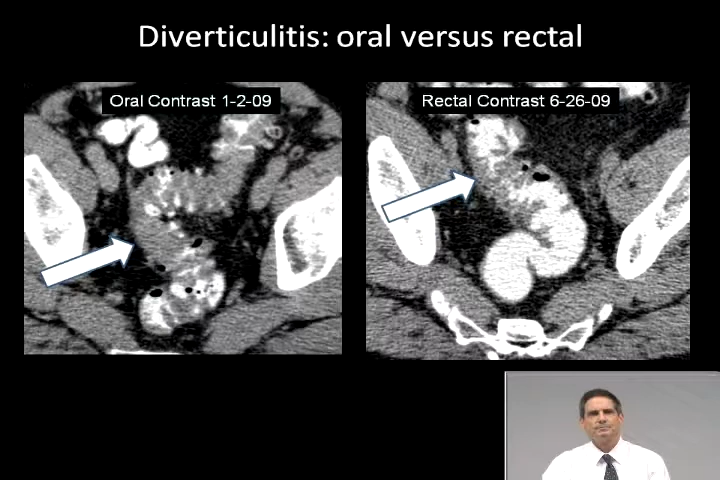 Diverticulitis: oral versus rectal
Oral Contrast 1-2-09
Rectal Contrast 6-26-09